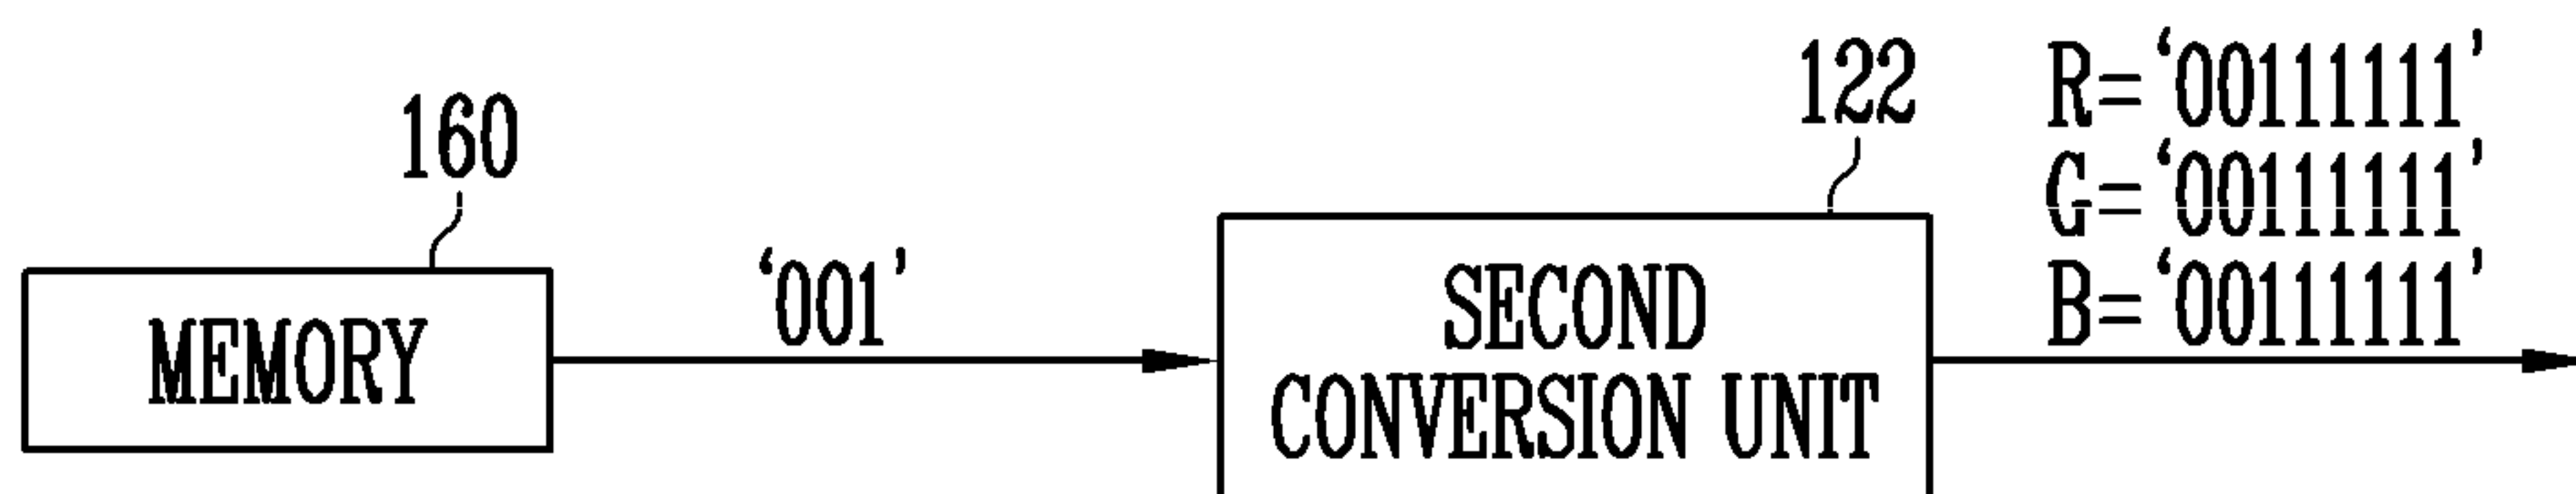 160
MEMORY
‘001’
122
SECOND
CONVERSION UNIT
R=‘00111111’
G=‘00111111’
B=‘00111111’